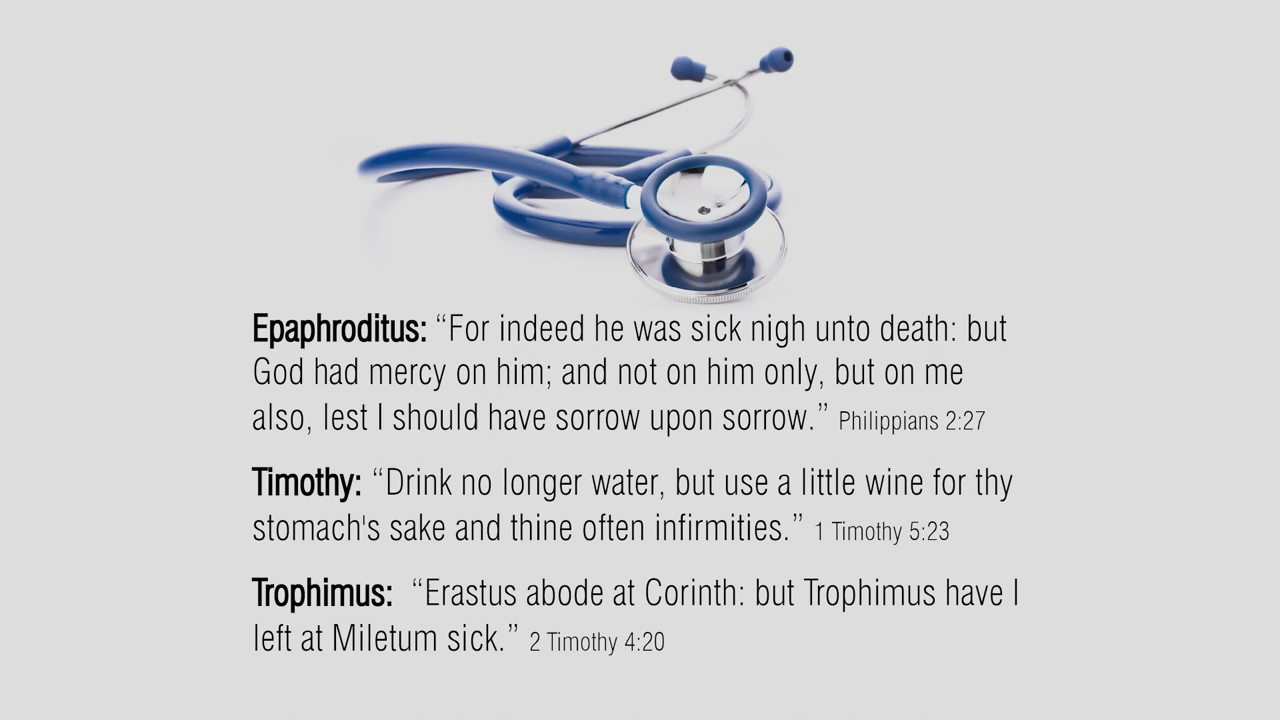 Epaphroditus: “For indeed he was sick nigh unto death: but
God had mercy on him; and not on him only, but on me
also, lest I should have sorrow upon sorrow.” Philippians 2:27
Timothy: “Drink no longer water, but use a little wine for thy
stomach's sake and thine often infirmities.” 1 Timothy 5:23
Trophimus: “Erastus abode at Corinth: but Trophimus have I
left at Miletum sick.” 2 Timothy 4:20